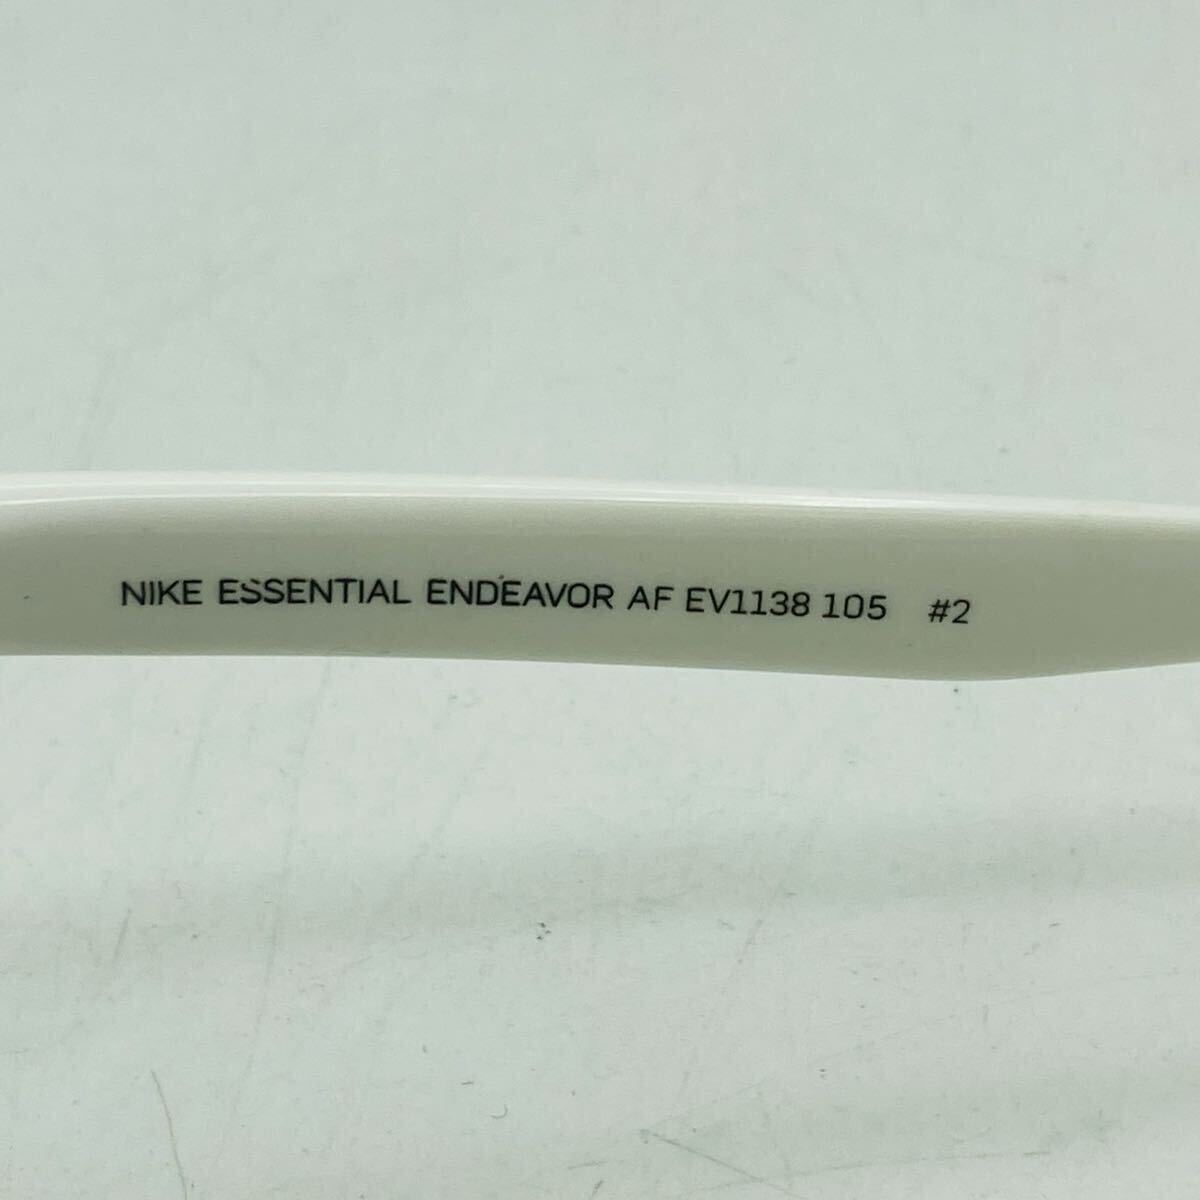 NIKE ESSENTIAL ENDEAVOR AF EV1138 105 #2